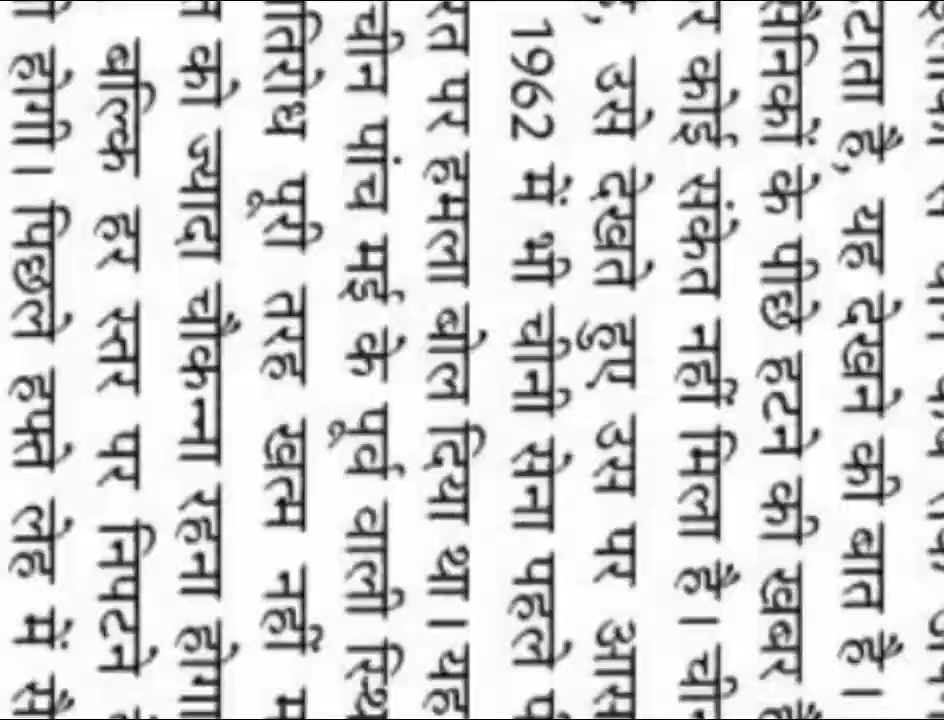 टाता है, यह देखने की बात है।
सैनिकों के पीछे हटने की खबर
र कोई संकेत नहीं मिला है। ची
, उसे देखते हुए उस पर आस
1962 में भी चीनी सेना पहले
रत पर हमला बोल दिया था। यह
चीन पांच मई के पूर्व वाली स्थि
तिरोध पूरी तरह खत्म नहीं म
को ज्यादा चौकन्ना रहना होगा
बल्कि हर स्तर पर निपटने
होगी। पिछले हफ्ते लेह में सै